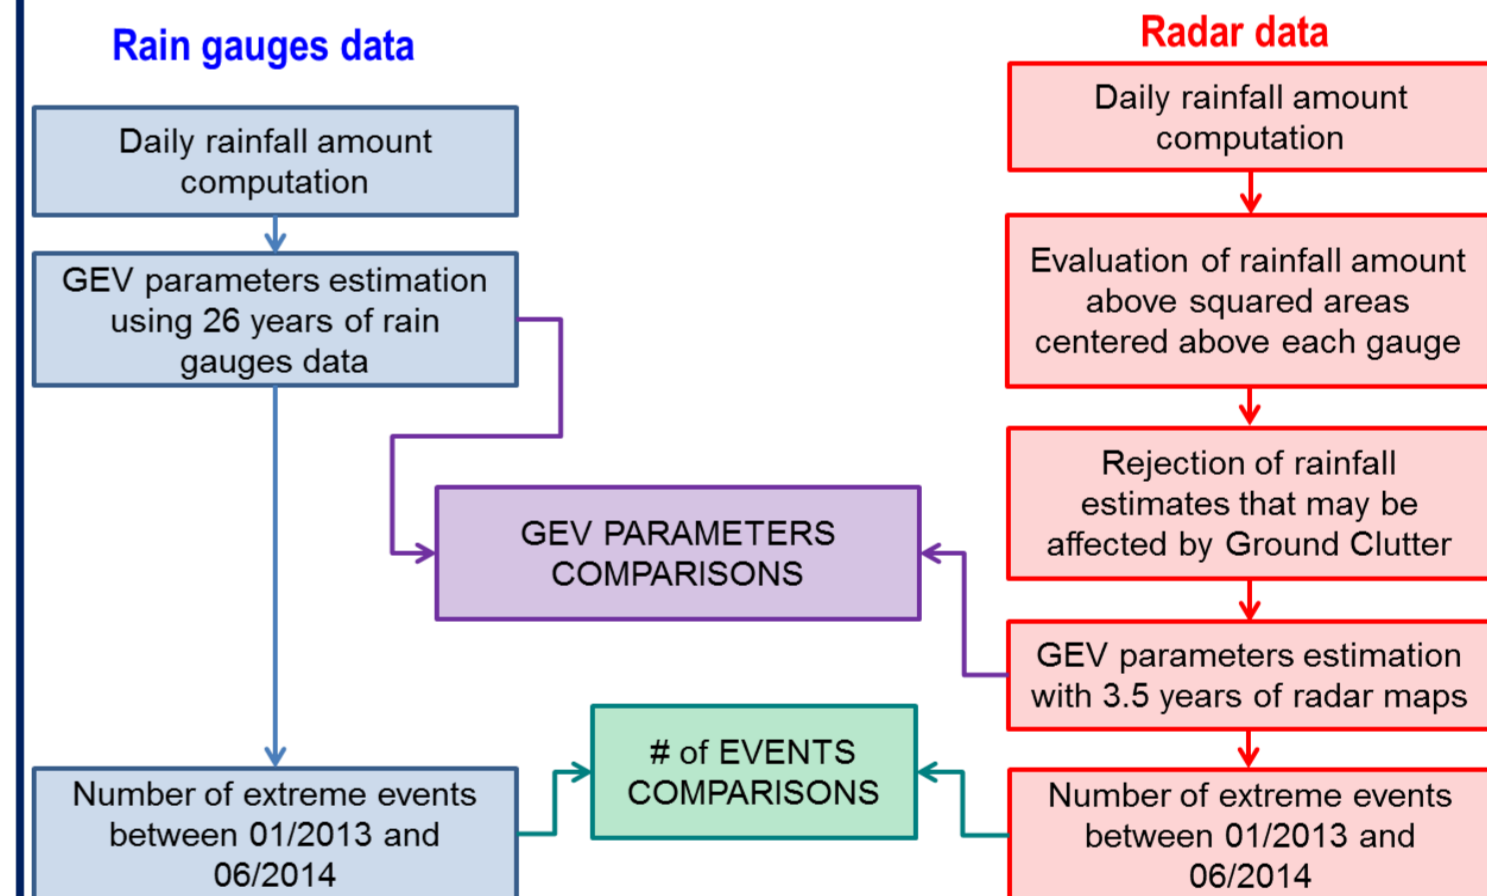 Rain gauges data
Daily rainfall amount
computation
GEV parameters estimation
using 26 years of rain
gauges data
Number of extreme events
between 01/2013 and
06/2014
GEV PARAMETERS
COMPARISONS
# of EVENTS
COMPARISONS
Radar data
Daily rainfall amount
computation
Evaluation of rainfall amount
above squared areas
centered above each gauge
Rejection of rainfall
estimates that may be
affected by Ground Clutter
GEV parameters estimation
with 3.5 years of radar maps
Number of extreme events
between 01/2013 and
06/2014